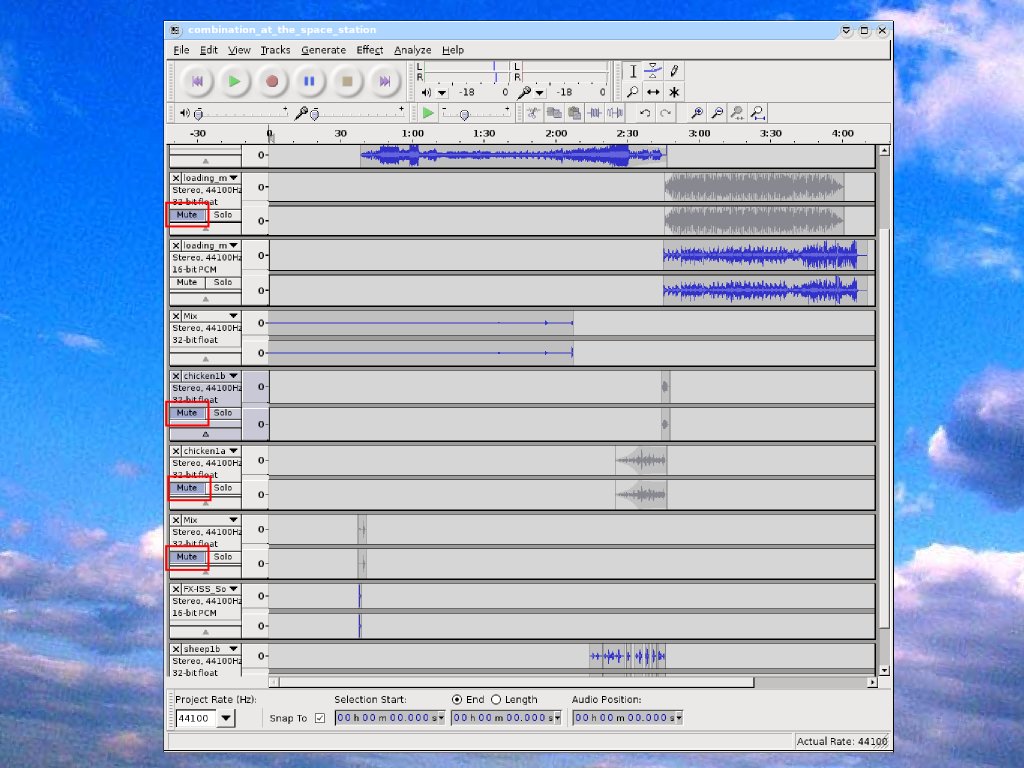 combination_at_the_space_station
File Edit View Tracks Generate Effect Analyze Help
L L
R R
-18 0 -18 0
-30 0 30 1:00 1:30 2:00 2:30 3:00 3:30 4:00
0
loading_m
Stereo, 44100Hz 0
32-bit float
Mute Solo 0
loading_m
Stereo, 44100Hz 0
16-bit PCM
Mute Solo 0
Mix
Stereo, 44100Hz 0
32-bit float
0
chicken1b
Stereo, 44100Hz 0
32-bit float
Mute Solo
0
chicken1a
Stereo, 44100Hz 0
32-bit float
Mute Solo 0
Mix
Stereo, 44100Hz 0
32-bit float
Mute Solo 0
FX-ISS_So
Stereo, 44100Hz 0
16-bit PCM
0
sheep1b
Stereo, 44100Hz 0
32-bit float
Project Rate (Hz): Selection Start: End Length Audio Position:
44100 Snap To 00 h 00 m 00.000 s 00 h 00 m 00.000 s 00 h 00 m 00.000 s
Actual Rate: 44100